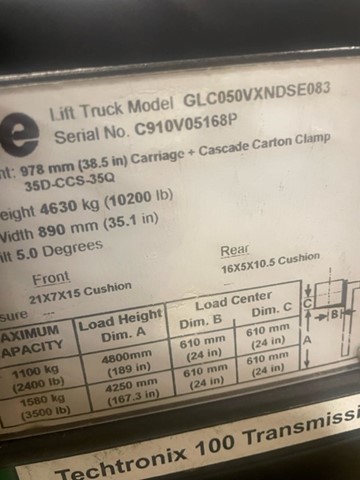 e
Lift Truck Model GLC050VXNDSE083
Serial No. C910V05168P
nt: 978 mm (38.5 in) Carriage + Cascade Carton Clamp
35D-CCS-35Q
eight 4630 kg (10200 lb)
Width 890 mm (35.1 in)
ilt 5.0 Degrees
Front Rear
21X7X15 Cushion 16X5X10.5 Cushion
sure
AXIMUM APACITY Load Height Dim. A Load Center Dim. B Dim. C
1100 kg (2400 lb) 4800mm (189 in) 610 mm (24 in) 610 mm (24 in)
1580 kg (3500 lb) 4250 mm (167.3 in) 610 mm (24 in) 610 mm (24 in)
C
B
A
Techtronix 100 Transmissi